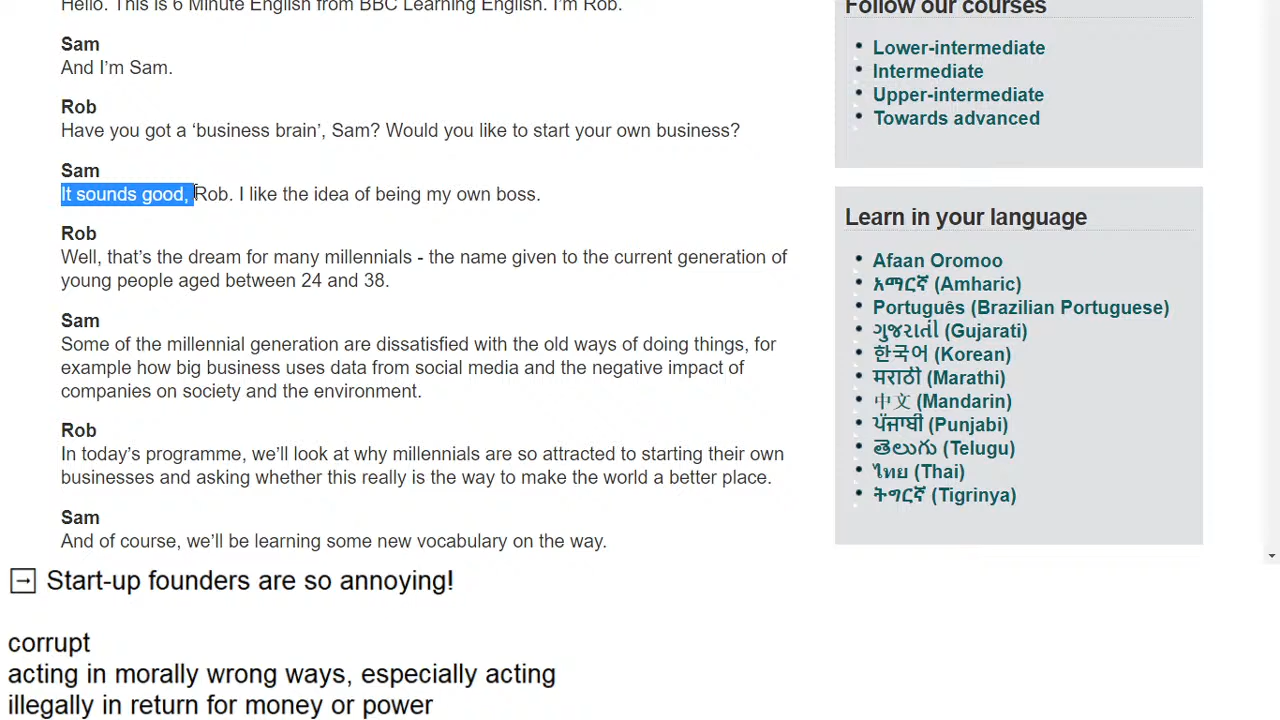 Hello. This is 6 Minute English from BBC Learning English. I'm Rob.
Sam
And I'm Sam.
Rob
Have you got a ‘business brain’, Sam? Would you like to start your own business?
Sam
It sounds good, Rob. I like the idea of being my own boss.
Rob
Well, that’s the dream for many millennials - the name given to the current generation of
young people aged between 24 and 38.
Sam
Some of the millennial generation are dissatisfied with the old ways of doing things, for
example how big business uses data from social media and the negative impact of
companies on society and the environment.
Rob
In today’s programme, we’ll look at why millennials are so attracted to starting their own
businesses and asking whether this really is the way to make the world a better place.
Sam
And of course, we’ll be learning some new vocabulary on the way.
Follow our courses
Lower-intermediate
Intermediate
Upper-intermediate
Towards advanced
Learn in your language
Afaan Oromoo
አማርኛ (Amharic)
Português (Brazilian Portuguese)
ગુજરાતી (Gujarati)
한국어 (Korean)
मराठी (Marathi)
中文 (Mandarin)
ਪੰਜਾਬੀ (Punjabi)
తెలుగు (Telugu)
ไทย (Thai)
ትግርኛ (Tigrinya)
→ Start-up founders are so annoying!
corrupt
acting in morally wrong ways, especially acting
illegally in return for money or power